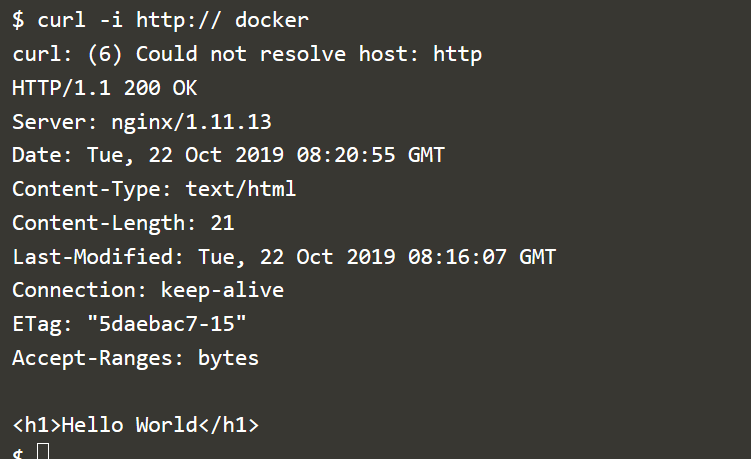 $ curl -i http:// docker
curl: (6) Could not resolve host: http
HTTP/1.1 200 OK
Server: nginx/1.11.13
Date: Tue, 22 Oct 2019 08:20:55 GMT
Content-Type: text/html
Content-Length: 21
Last-Modified: Tue, 22 Oct 2019 08:16:07 GMT
Connection: keep-alive
ETag: "5daebac7-15"
Accept-Ranges: bytes

<h1>Hello World</h1>
$